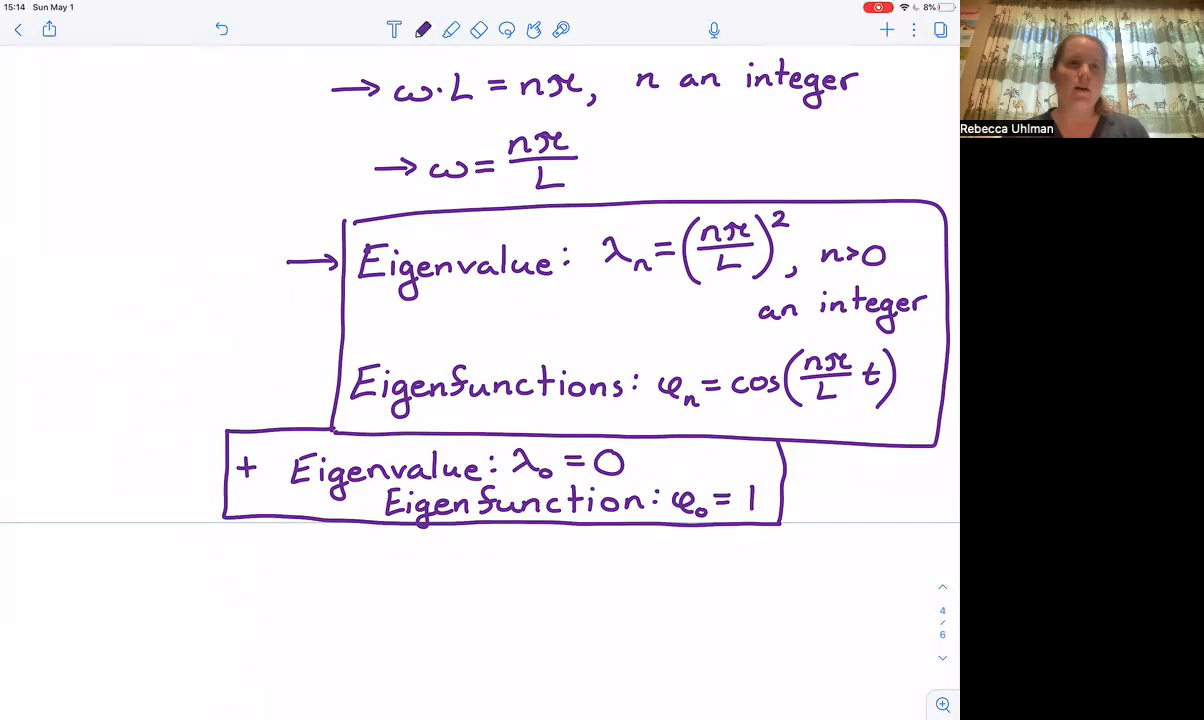 15:14 Sun May 1 8%
→ ω·L = nπ, n an integer
→ ω = nπ/L
→ Eigenvalue: λₙ = (nπ/L)², n>0
an integer
Eigenfunctions: φₙ = cos(nπ/L t)
+ Eigenvalue: λ₀ = 0
Eigenfunction: φ₀ = 1
4
/
6
Rebecca Uhlman